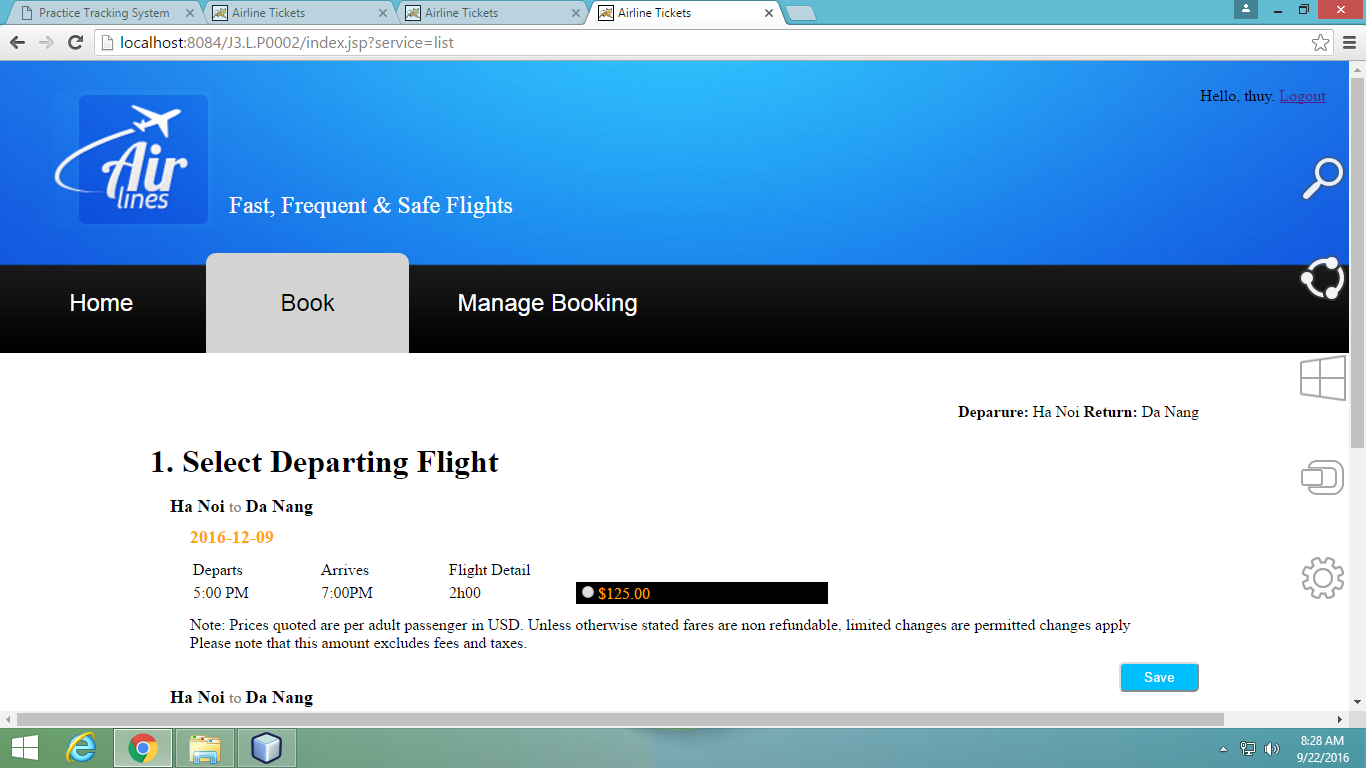 Practice Tracking System
Airline Tickets
Airline Tickets
Airline Tickets
localhost:8084/J3.L.P0002/index.jsp?service=list
Hello, thuy. Logout
Air
lines
Fast, Frequent & Safe Flights
Home Book Manage Booking
Deparure: Ha Noi Return: Da Nang
1. Select Departing Flight
Ha Noi to Da Nang
2016-12-09
Departs Arrives Flight Detail
5:00 PM 7:00PM 2h00 $125.00
Note: Prices quoted are per adult passenger in USD. Unless otherwise stated fares are non refundable, limited changes are permitted changes apply
Please note that this amount excludes fees and taxes.
Save
Ha Noi to Da Nang
8:28 AM
9/22/2016